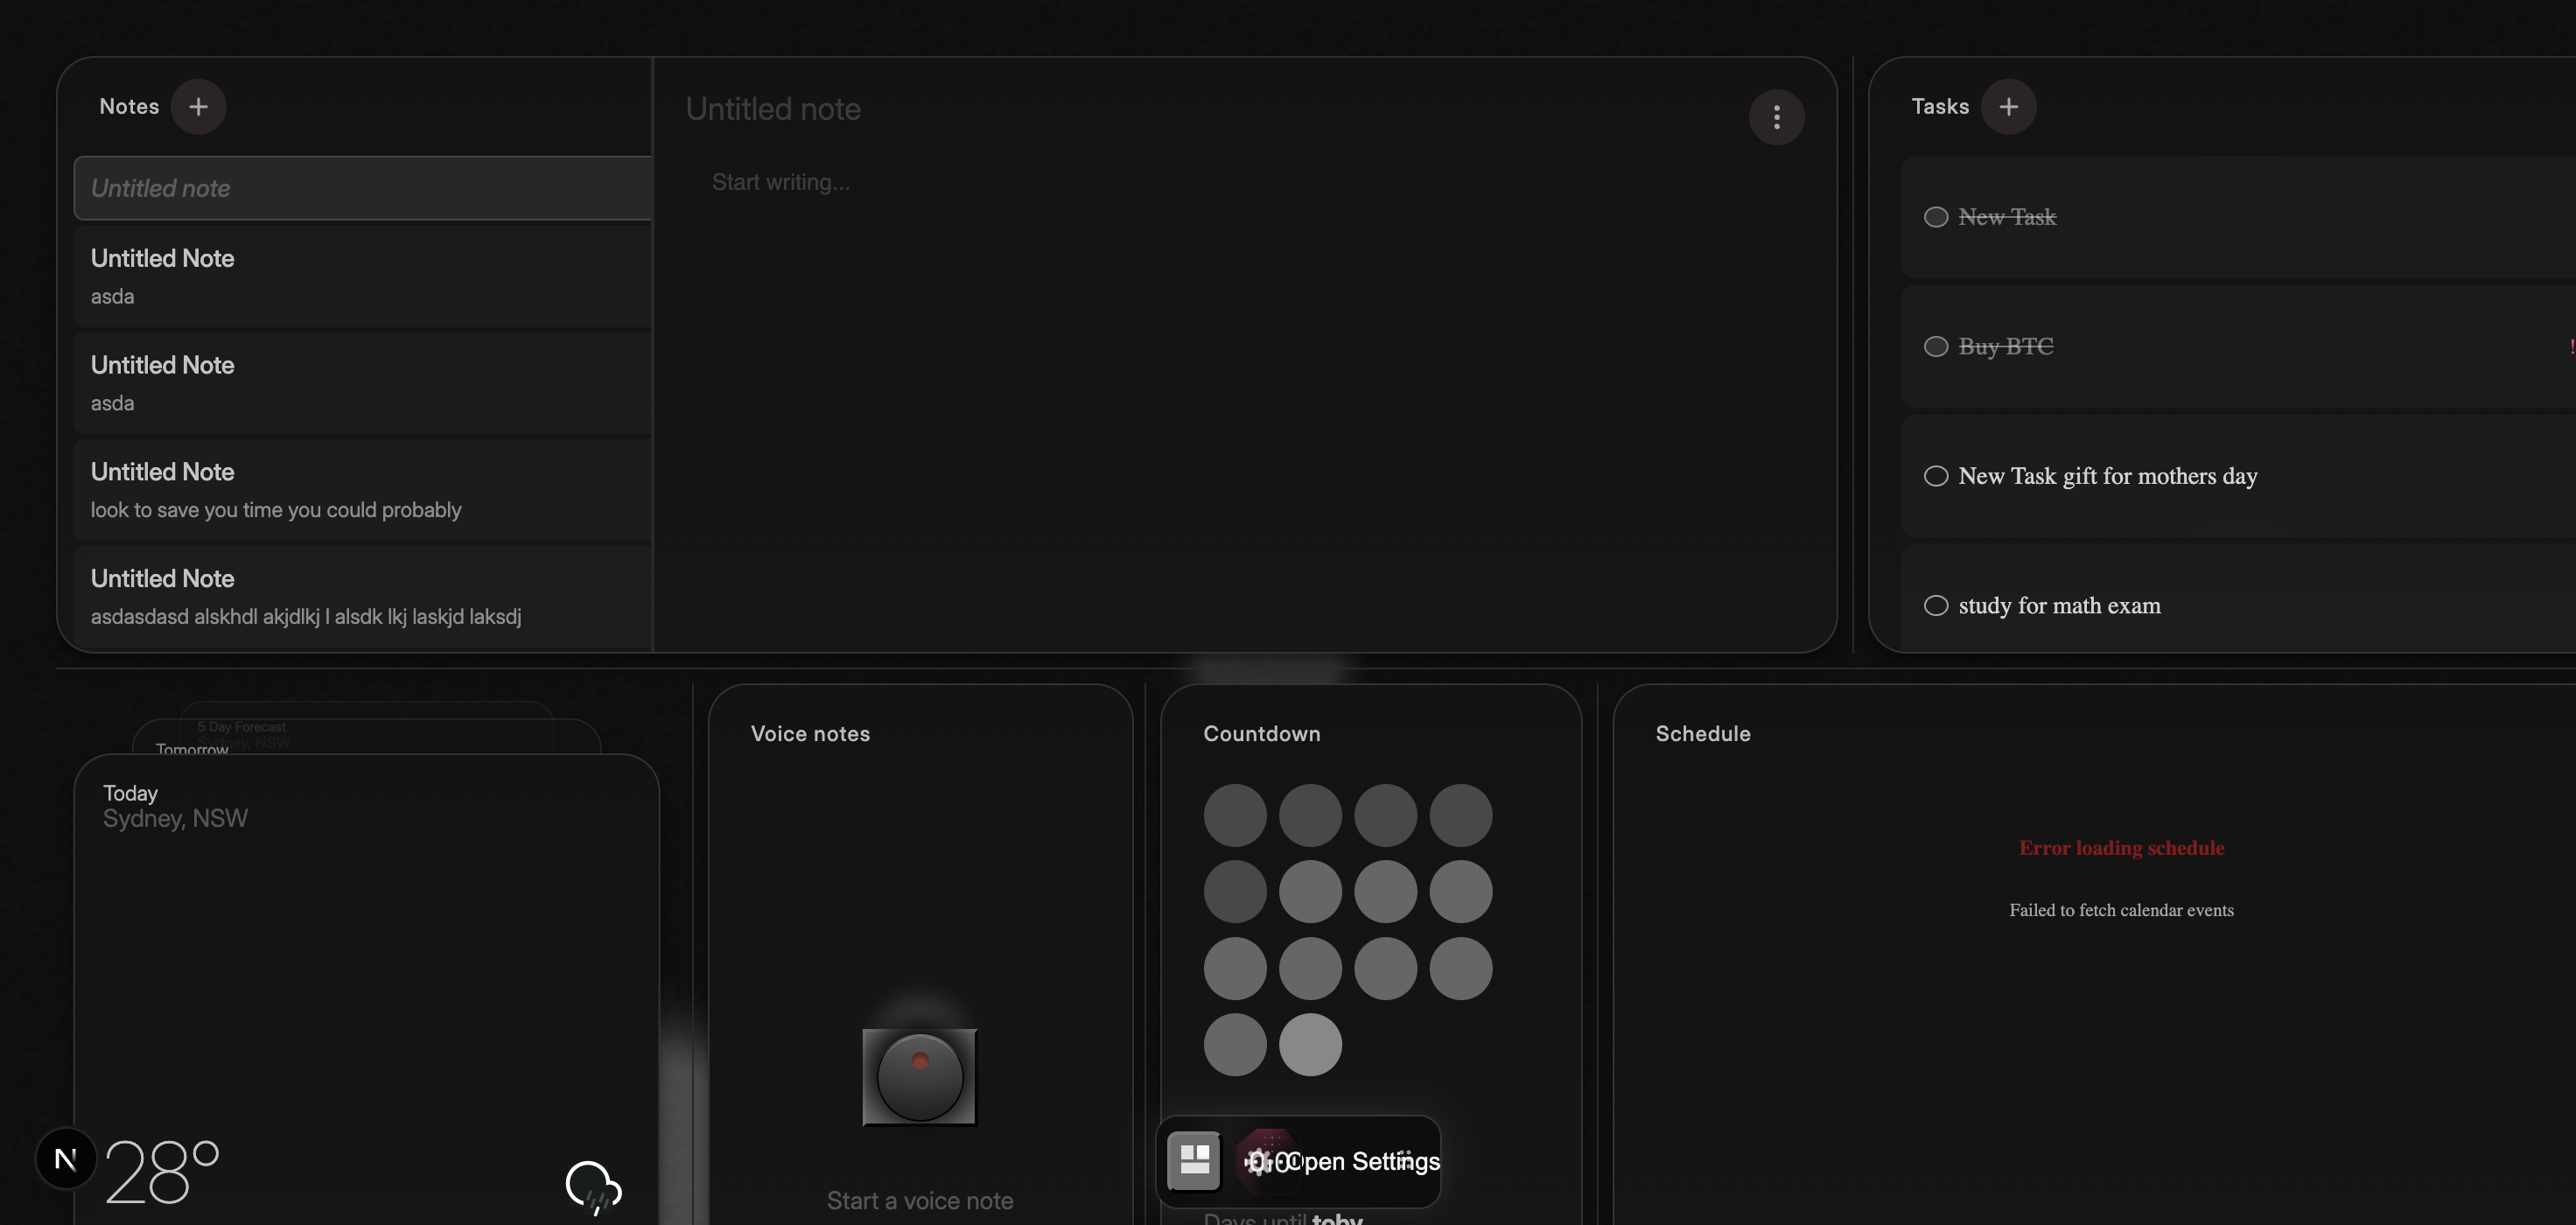 Notes
Untitled note
Untitled Note
asda
Untitled Note
asda
Untitled Note
look to save you time you could probably
Untitled Note
asdasdasd alskhdl akjdlkj l alsdk lkj laskjd laksdj
Untitled note
Start writing...
Tasks
New Task
Buy BTC
!
New Task gift for mothers day
study for math exam
5 Day Forecast
Sydney, NSW
Tomorrow
Today
Sydney, NSW
28°
N
Voice notes
Start a voice note
Countdown
Open Settings
Days until toby
Schedule
Error loading schedule
Failed to fetch calendar events